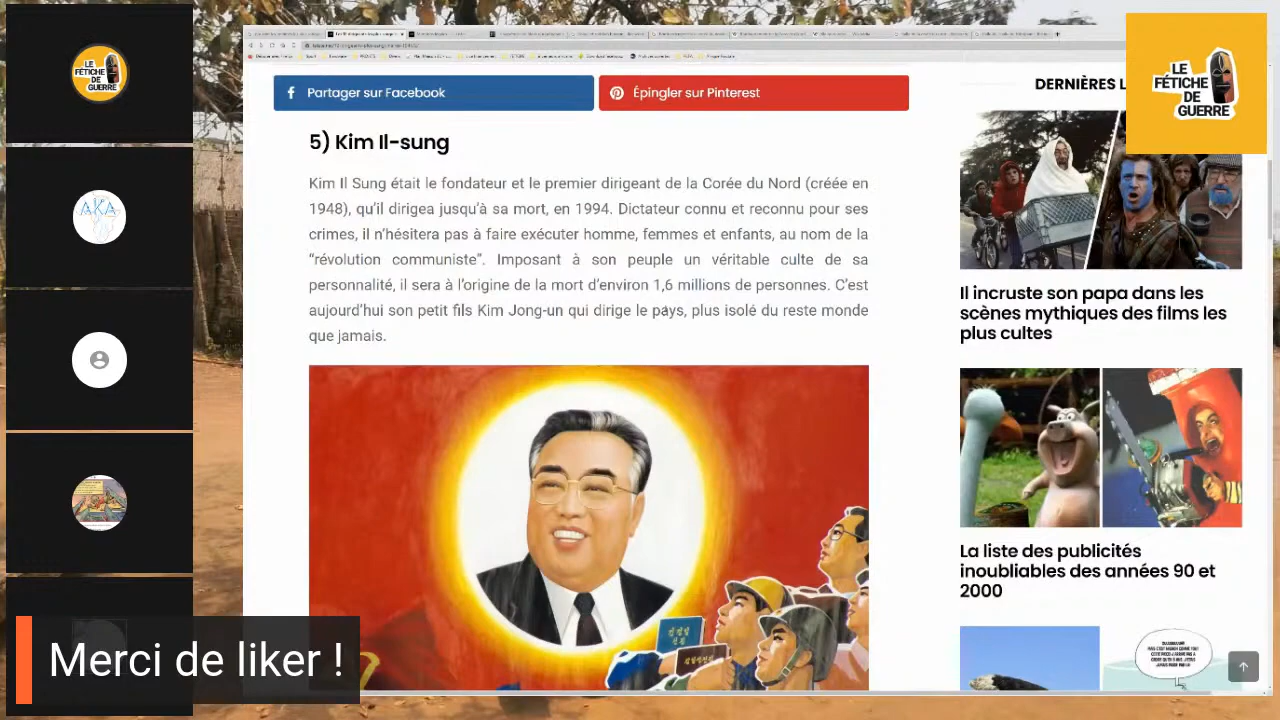 LE
FÉTICHE
DE
GUERRE
AKA
Merci de liker !
Partager sur Facebook
Épingler sur Pinterest
5) Kim Il-sung
Kim Il Sung était le fondateur et le premier dirigeant de la Corée du Nord (créée en
1948), qu'il dirigea jusqu'à sa mort, en 1994. Dictateur connu et reconnu pour ses
crimes, il n'hésitera pas à faire exécuter homme, femmes et enfants, au nom de la
"révolution communiste". Imposant à son peuple un véritable culte de sa
personnalité, il sera à l'origine de la mort d'environ 1,6 millions de personnes. C'est
aujourd'hui son petit fils Kim Jong-un qui dirige le pays, plus isolé du reste monde
que jamais.
DERNIÈRES L
LE
FÉTICHE
DE
GUERRE
Il incruste son papa dans les
scènes mythiques des films les
plus cultes
La liste des publicités
inoubliables des années 90 et
2000